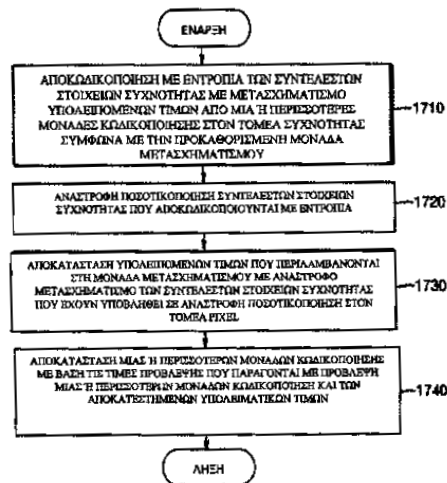 ΕΝΑΡΞΗ
ΑΠΟΚΩΔΙΚΟΠΟΙΗΣΗ ΜΕ ΕΝΤΡΟΠΙΑ ΤΩΝ ΣΥΝΤΕΛΕΣΤΩΝ
ΣΤΟΙΧΕΙΩΝ ΣΥΧΝΟΤΗΤΑΣ ΜΕ ΜΕΤΑΣΧΗΜΑΤΙΣΜΟ
ΥΠΟΛΕΙΠΟΜΕΝΩΝ ΤΙΜΩΝ ΑΠΟ ΜΙΑ Ή ΠΕΡΙΣΣΟΤΕΡΕΣ
ΜΟΝΑΔΕΣ ΚΩΔΙΚΟΠΟΙΗΣΗΣ ΣΤΟΝ ΤΟΜΕΑ ΣΥΧΝΟΤΗΤΑΣ
ΣΥΜΦΩΝΑ ΜΕ ΤΗΝ ΠΡΟΚΑΘΟΡΙΣΜΕΝΗ ΜΟΝΑΔΑ
ΜΕΤΑΣΧΗΜΑΤΙΣΜΟΥ
1710
ΑΝΑΣΤΡΟΦΗ ΠΟΣΟΤΙΚΟΠΟΙΗΣΗ ΣΥΝΤΕΛΕΣΤΩΝ ΣΤΟΙΧΕΙΩΝ
ΣΥΧΝΟΤΗΤΑΣ ΠΟΥ ΑΠΟΚΩΔΙΚΟΠΟΙΟΥΝΤΑΙ ΜΕ ΕΝΤΡΟΠΙΑ
1720
ΑΠΟΚΑΤΑΣΤΑΣΗ ΥΠΟΛΕΙΠΟΜΕΝΩΝ ΤΙΜΩΝ ΠΟΥ ΠΕΡΙΛΑΜΒΑΝΟΝΤΑΙ
ΣΤΗ ΜΟΝΑΔΑ ΜΕΤΑΣΧΗΜΑΤΙΣΜΟΥ ΜΕ ΑΝΑΣΤΡΟΦΟ
ΜΕΤΑΣΧΗΜΑΤΙΣΜΟ ΤΩΝ ΣΥΝΤΕΛΕΣΤΩΝ ΣΤΟΙΧΕΙΩΝ ΣΥΧΝΟΤΗΤΑΣ
ΠΟΥ ΕΧΟΥΝ ΥΠΟΒΛΗΘΕΙ ΣΕ ΑΝΑΣΤΡΟΦΗ ΠΟΣΟΤΙΚΟΠΟΙΗΣΗ ΣΤΟΝ
ΤΟΜΕΑ PIXEL
1730
ΑΠΟΚΑΤΑΣΤΑΣΗ ΜΙΑΣ Ή ΠΕΡΙΣΣΟΤΕΡΩΝ ΜΟΝΑΔΩΝ ΚΩΔΙΚΟΠΟΙΗΣΗΣ
ΜΕ ΒΑΣΗ ΤΙΣ ΤΙΜΕΣ ΠΡΟΒΛΕΨΗΣ ΠΟΥ ΠΑΡΑΓΟΝΤΑΙ ΜΕ ΠΡΟΒΛΕΨΗ
ΜΙΑΣ Ή ΠΕΡΙΣΣΟΤΕΡΩΝ ΜΟΝΑΔΩΝ ΚΩΔΙΚΟΠΟΙΗΣΗ ΚΑΙ ΤΩΝ
ΑΠΟΚΑΤΕΣΤΗΜΕΝΩΝ ΥΠΟΛΕΙΜΑΤΙΚΩΝ ΤΙΜΩΝ
1740
ΛΗΞΗ